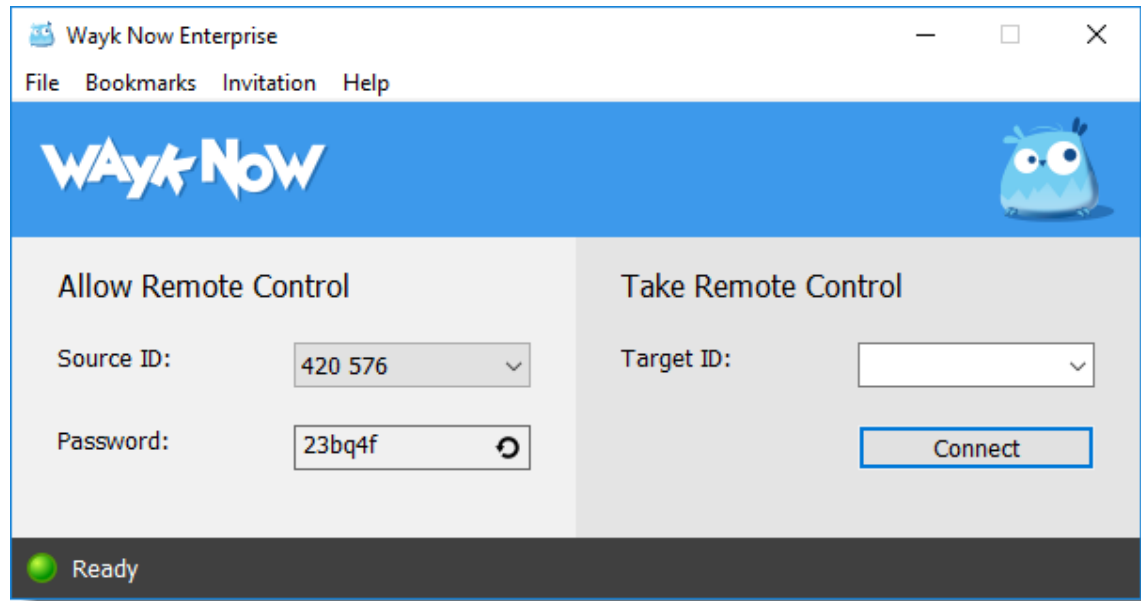 Wayk Now Enterprise
File Bookmarks Invitation Help
WAyk NoW
Allow Remote Control
Source ID: 420 576
Password: 23bq4f
Take Remote Control
Target ID:
Connect
Ready